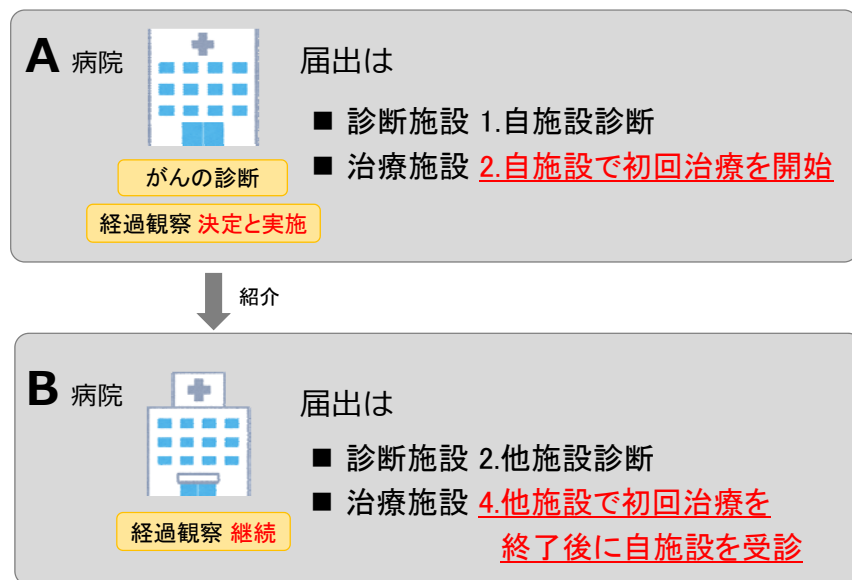 A 病院
届出は
■ 診断施設 1.自施設診断
■ 治療施設 2.自施設で初回治療を開始
がんの診断
経過観察 決定と実施
紹介
B 病院
届出は
■ 診断施設 2.他施設診断
■ 治療施設 4.他施設で初回治療を
終了後に自施設を受診
経過観察 継続